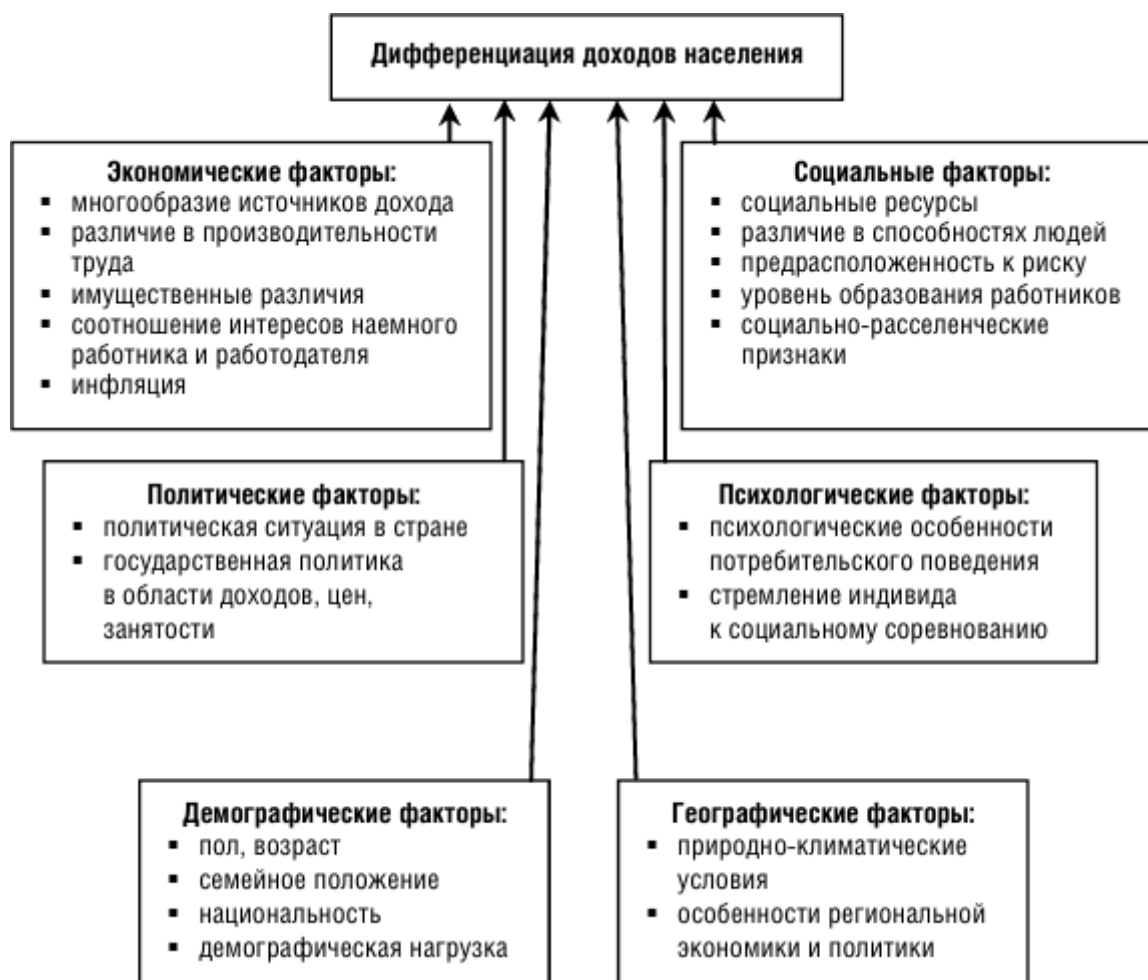 Дифференциация доходов населения
Экономические факторы:
▪ многообразие источников дохода
▪ различие в производительности
труда
▪ имущественные различия
▪ соотношение интересов наемного
работника и работодателя
▪ инфляция
Социальные факторы:
▪ социальные ресурсы
▪ различие в способностях людей
▪ предрасположенность к риску
▪ уровень образования работников
▪ социально-расселенческие
признаки
Политические факторы:
▪ политическая ситуация в стране
▪ государственная политика
в области доходов, цен,
занятости
Психологические факторы:
▪ психологические особенности
потребительского поведения
▪ стремление индивида
к социальному соревнованию
Демографические факторы:
▪ пол, возраст
▪ семейное положение
▪ национальность
▪ демографическая нагрузка
Географические факторы:
▪ природно-климатические
условия
▪ особенности региональной
экономики и политики